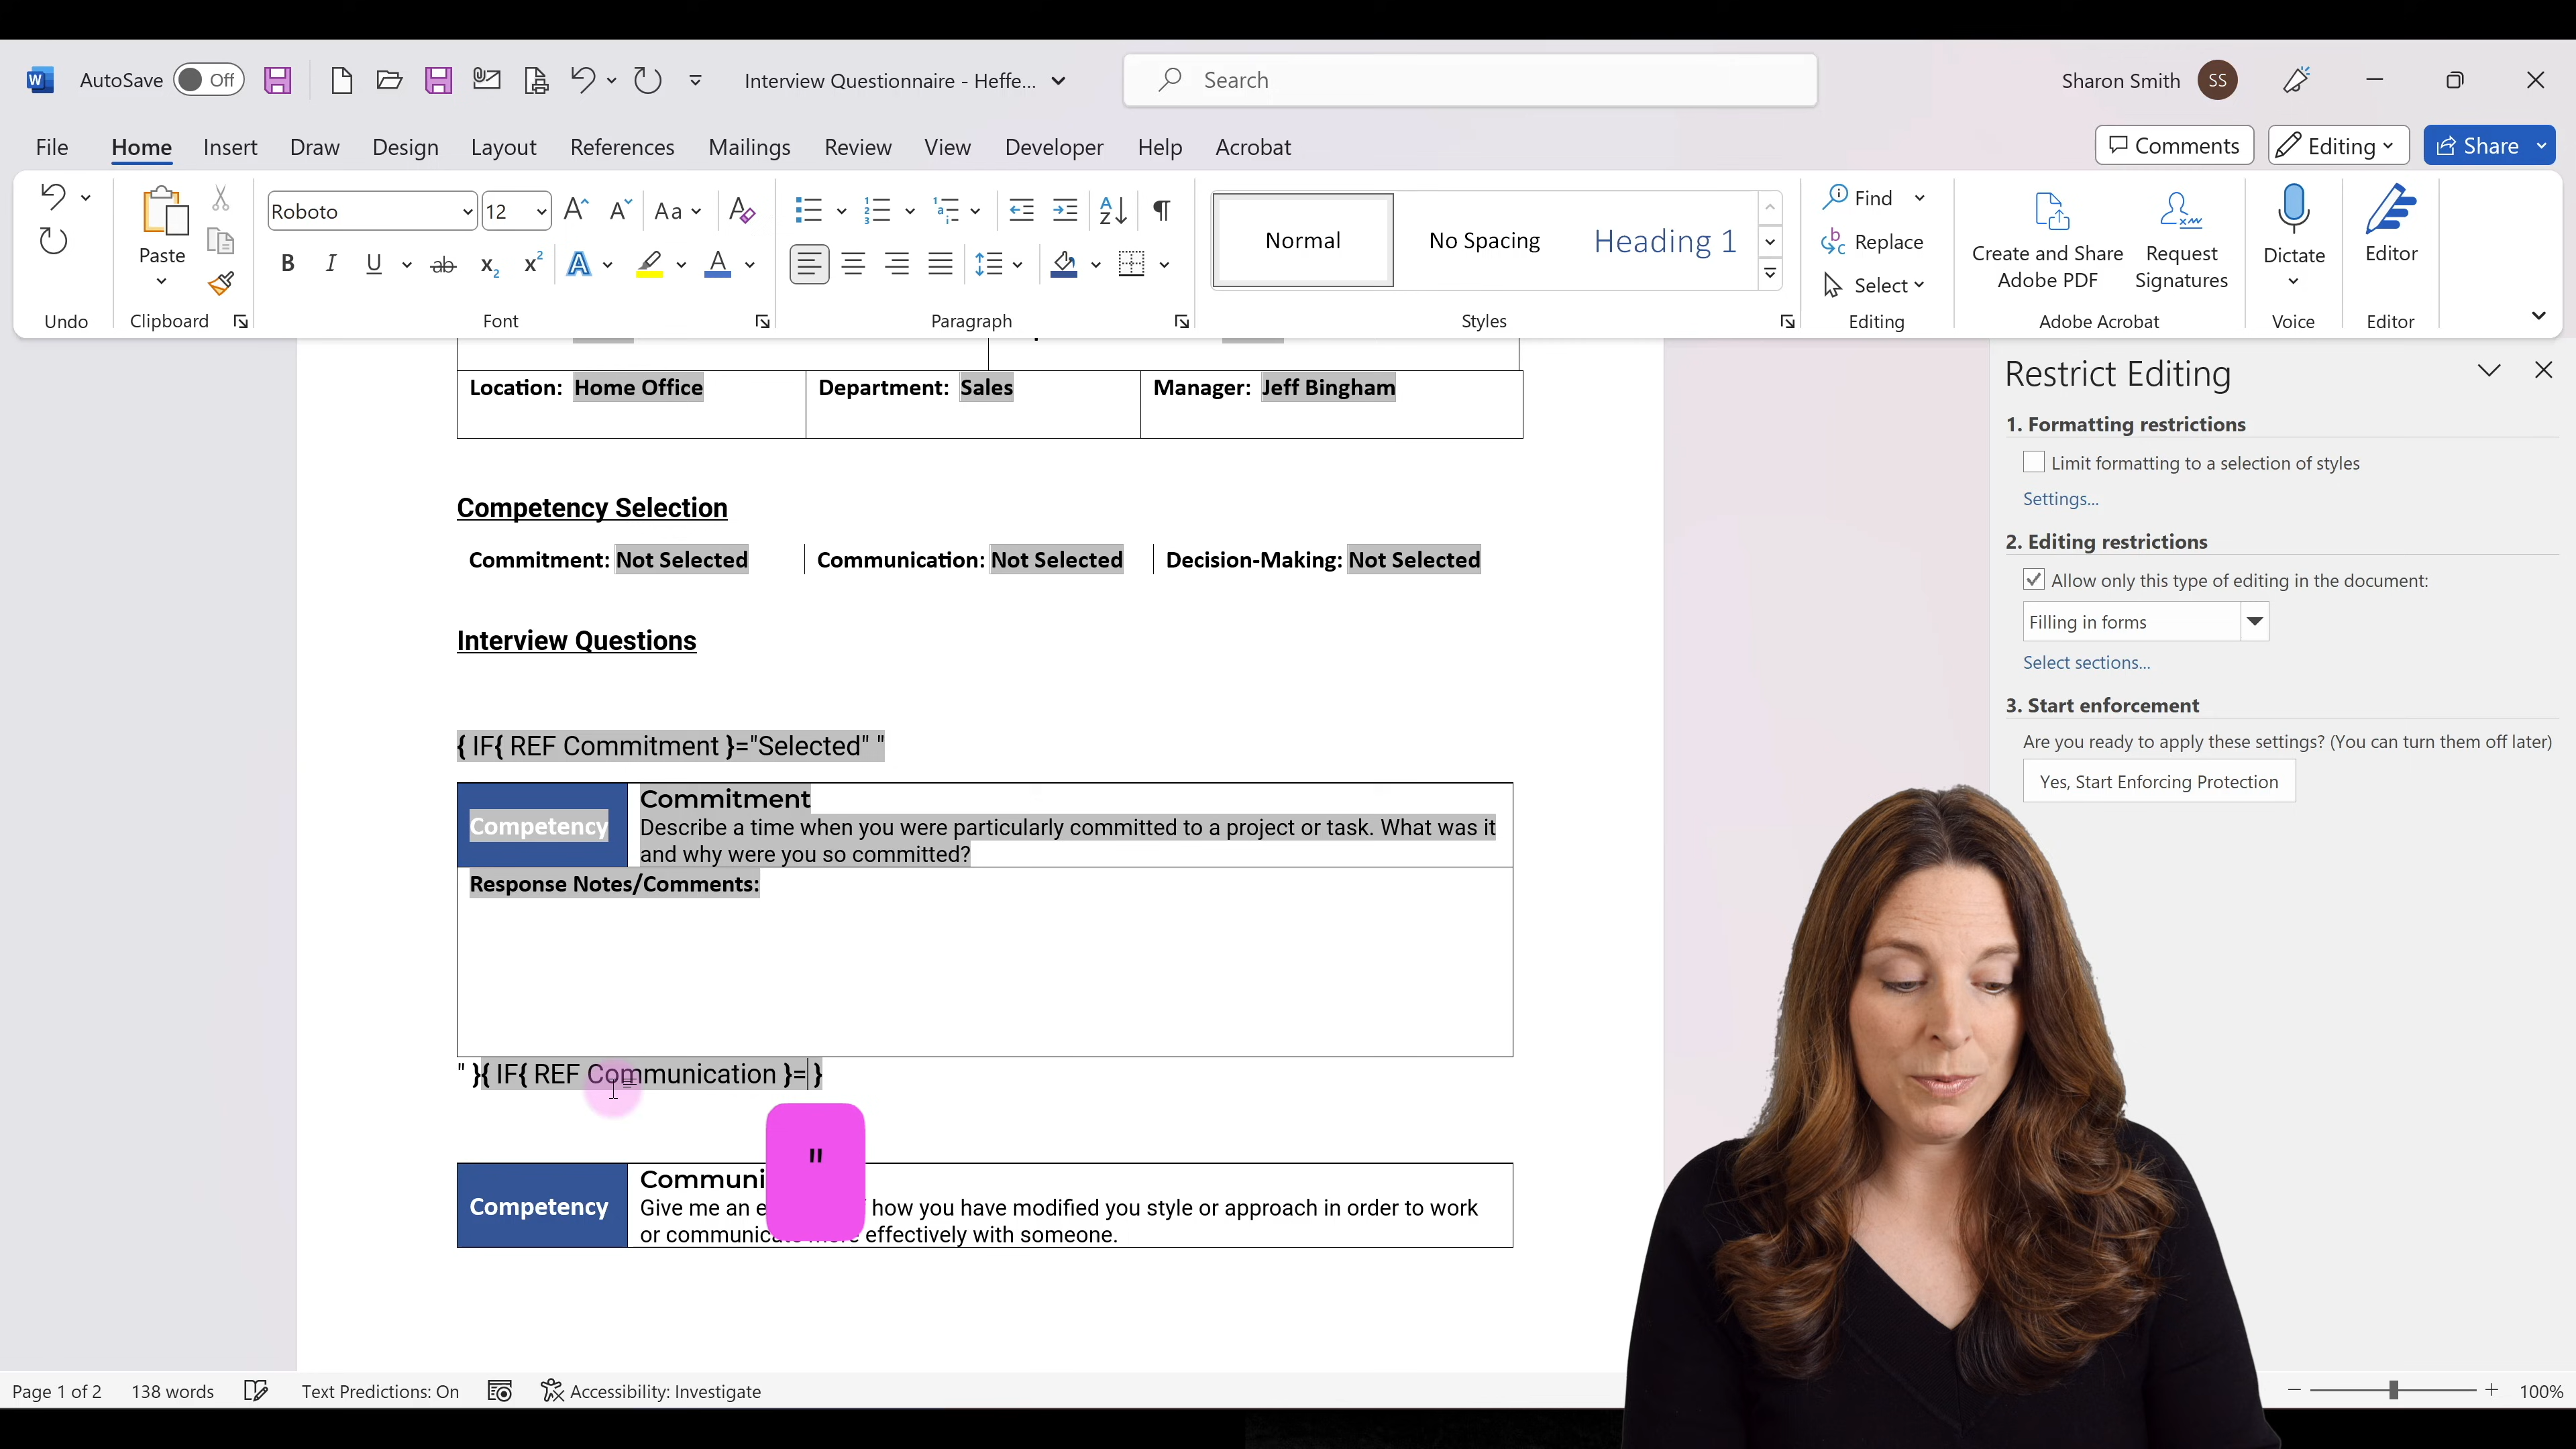 AutoSave Off Interview Questionnaire - Heffe... Search Sharon Smith SS
File Home Insert Draw Design Layout References Mailings Review View Developer Help Acrobat Comments Editing Share
Paste Roboto 12 Aa Normal No Spacing Heading 1 Find Replace Select Create and Share Adobe PDF Request Signatures Dictate Editor
Undo Clipboard Font Paragraph Styles Editing Adobe Acrobat Voice Editor
Location: Home Office Department: Sales Manager: Jeff Bingham
Competency Selection
Commitment: Not Selected Communication: Not Selected Decision-Making: Not Selected
Interview Questions
{ IF{ REF Commitment }="Selected" "
Competency
Commitment
Describe a time when you were particularly committed to a project or task. What was it
and why were you so committed?
Response Notes/Comments:
" }{ IF{ REF Communication }= }
"
Competency
Communi
Give me an e how you have modified you style or approach in order to work
or communicate more effectively with someone.
Restrict Editing
1. Formatting restrictions
Limit formatting to a selection of styles
Settings...
2. Editing restrictions
Allow only this type of editing in the document:
Filling in forms
Select sections...
3. Start enforcement
Are you ready to apply these settings? (You can turn them off later)
Yes, Start Enforcing Protection
Page 1 of 2 138 words Text Predictions: On Accessibility: Investigate 100%